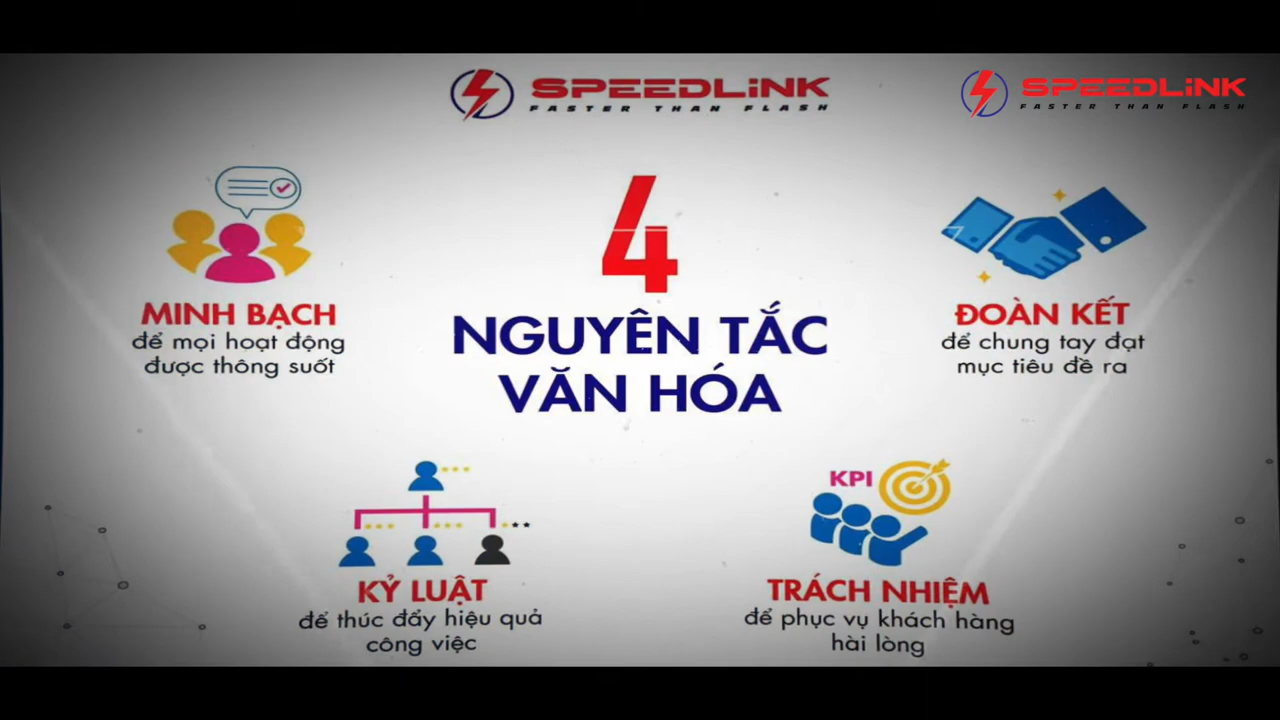 SPEEDLINK
FASTER THAN FLASH
SPEEDLINK
FASTER THAN FLASH
4
NGUYÊN TẮC
VĂN HÓA
MINH BẠCH
để mọi hoạt động
được thông suốt
ĐOÀN KẾT
để chung tay đạt
mục tiêu đề ra
KỶ LUẬT
để thúc đẩy hiệu quả
công việc
KPI
TRÁCH NHIỆM
để phục vụ khách hàng
hài lòng